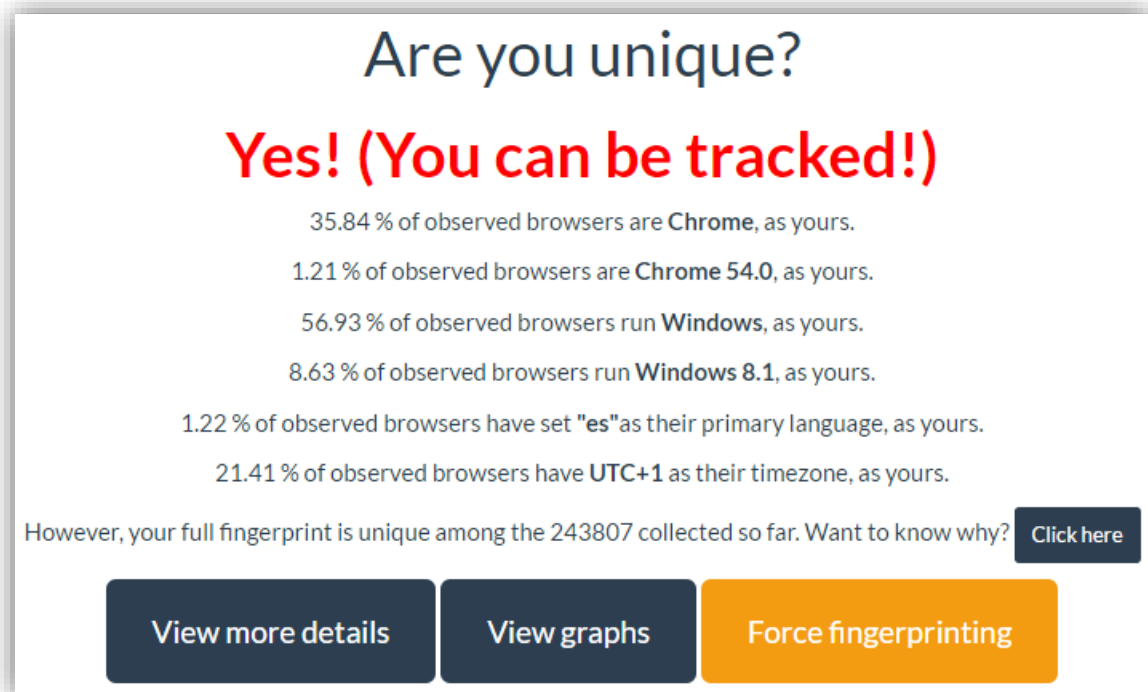 Are you unique?
Yes! (You can be tracked!)
35.84 % of observed browsers are Chrome, as yours.
1.21 % of observed browsers are Chrome 54.0, as yours.
56.93 % of observed browsers run Windows, as yours.
8.63 % of observed browsers run Windows 8.1, as yours.
1.22 % of observed browsers have set "es"as their primary language, as yours.
21.41 % of observed browsers have UTC+1 as their timezone, as yours.
However, your full fingerprint is unique among the 243807 collected so far. Want to know why? Click here
View more details View graphs Force fingerprinting